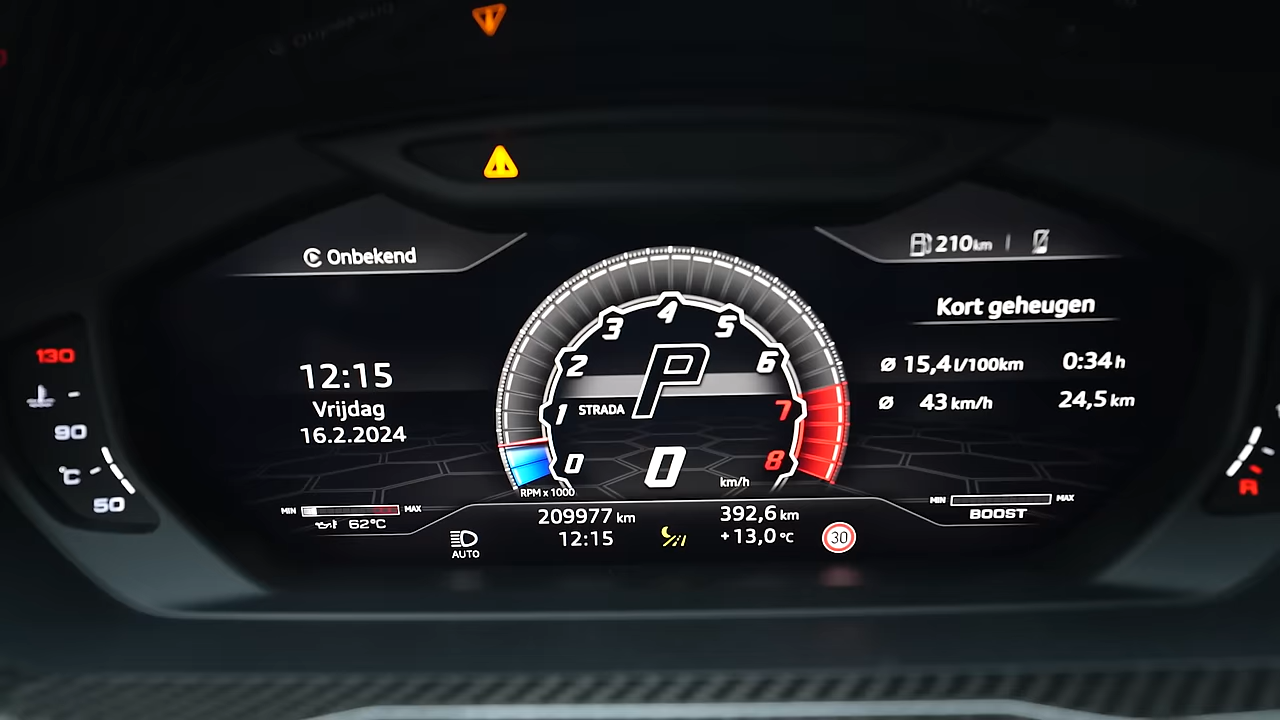 Onbekend
210 km
Kort geheugen
Ø 15,4 l/100km 0:34 h
Ø 43 km/h 24,5 km
12:15
Vrijdag
16.2.2024
130
90
°C
50
0 1 2 3 4 5 6 7 8
P
STRADA
0
km/h
RPM x 1000
MIN MAX
62°C
MIN MAX
BOOST
R
AUTO
209977 km
12:15
392,6 km
+13,0 °C
30